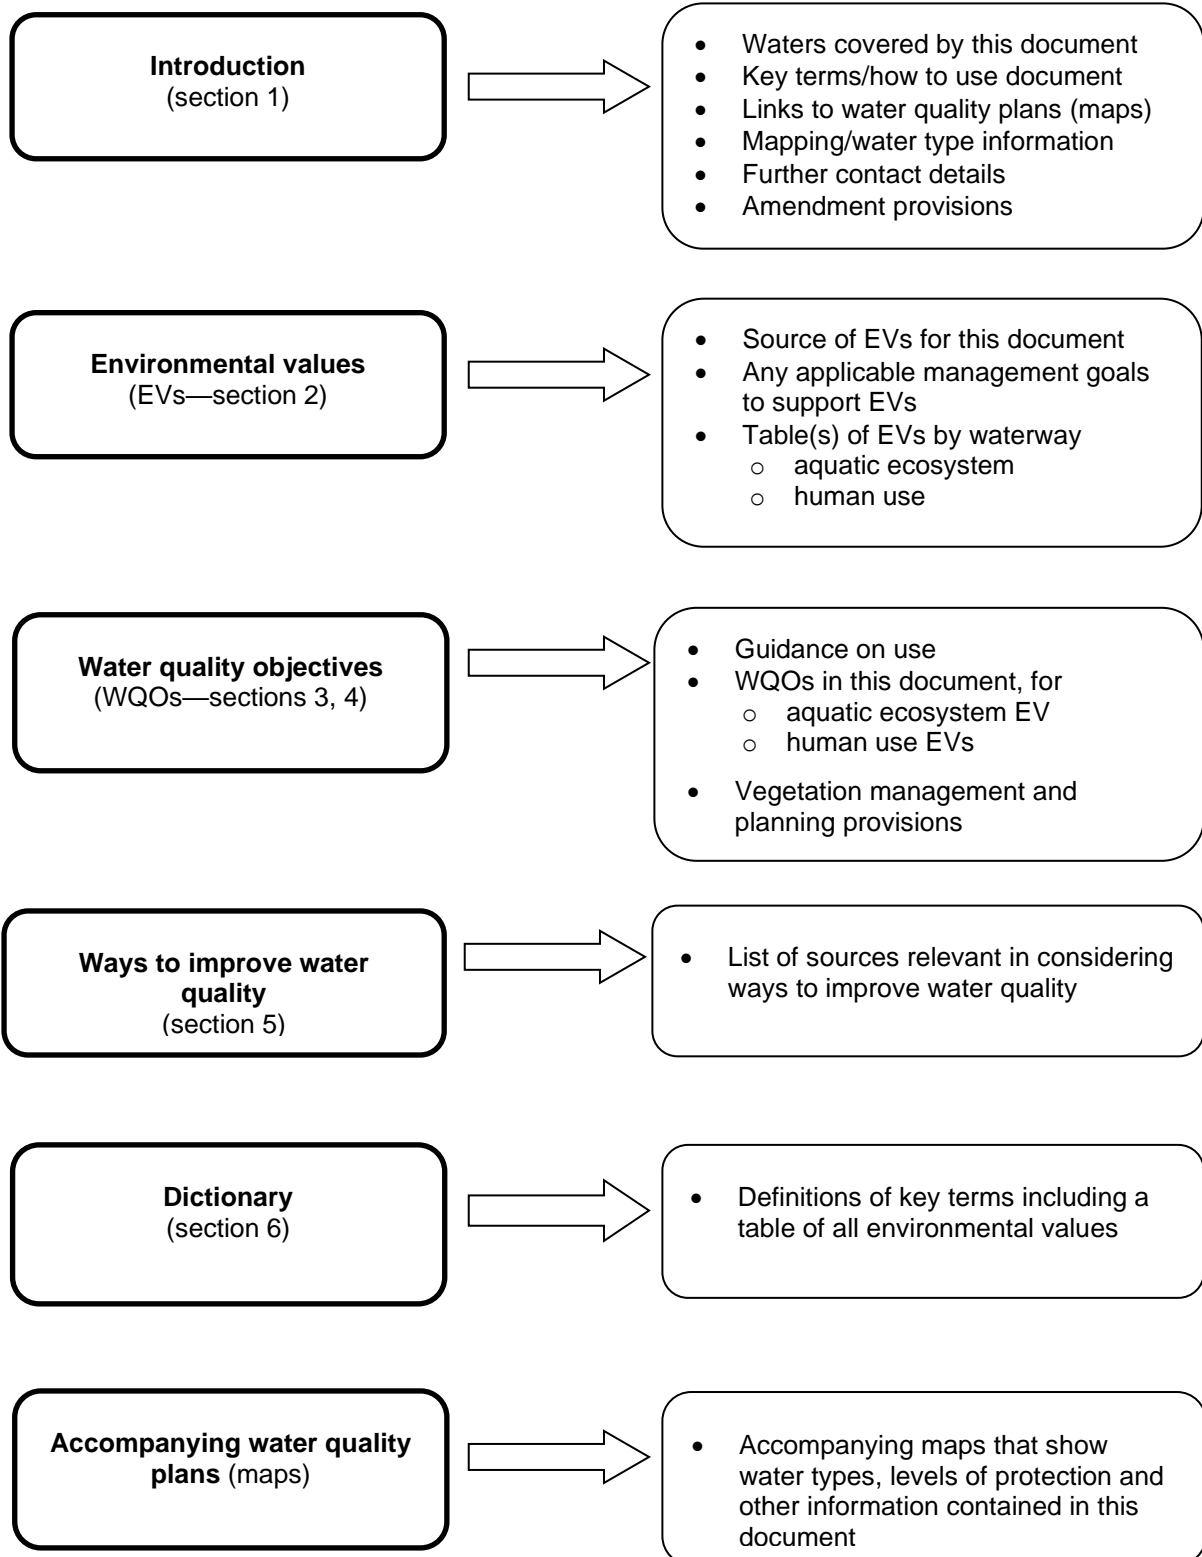 Introduction
(section 1)
• Waters covered by this document
• Key terms/how to use document
• Links to water quality plans (maps)
• Mapping/water type information
• Further contact details
• Amendment provisions
Environmental values
(EVs—section 2)
• Source of EVs for this document
• Any applicable management goals
to support EVs
• Table(s) of EVs by waterway
o aquatic ecosystem
o human use
Water quality objectives
(WQOs—sections 3, 4)
• Guidance on use
• WQOs in this document, for
o aquatic ecosystem EV
o human use EVs
• Vegetation management and
planning provisions
Ways to improve water
quality
(section 5)
• List of sources relevant in considering
ways to improve water quality
Dictionary
(section 6)
• Definitions of key terms including a
table of all environmental values
Accompanying water quality
plans (maps)
• Accompanying maps that show
water types, levels of protection and
other information contained in this
document